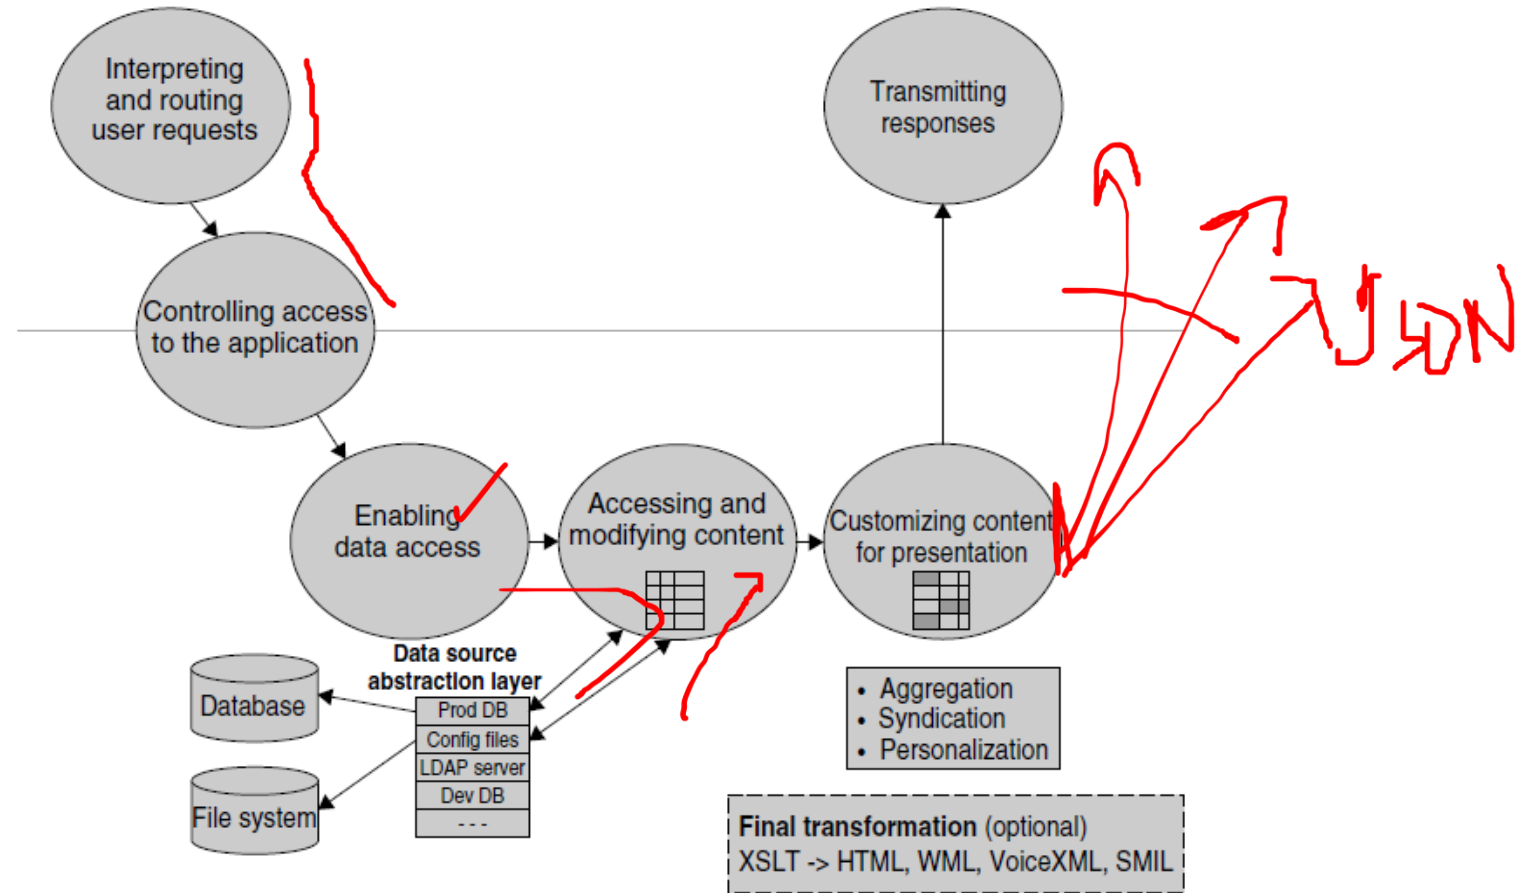 Interpreting
and routing
user requests
Transmitting
responses
Controlling access
to the application
JSON
Enabling
data access
Accessing and
modifying content
Customizing content
for presentation
Data source
abstraction layer
Prod DB
Config files
LDAP server
Dev DB
- - -
Database
File system
• Aggregation
• Syndication
• Personalization
Final transformation (optional)
XSLT -> HTML, WML, VoiceXML, SMIL